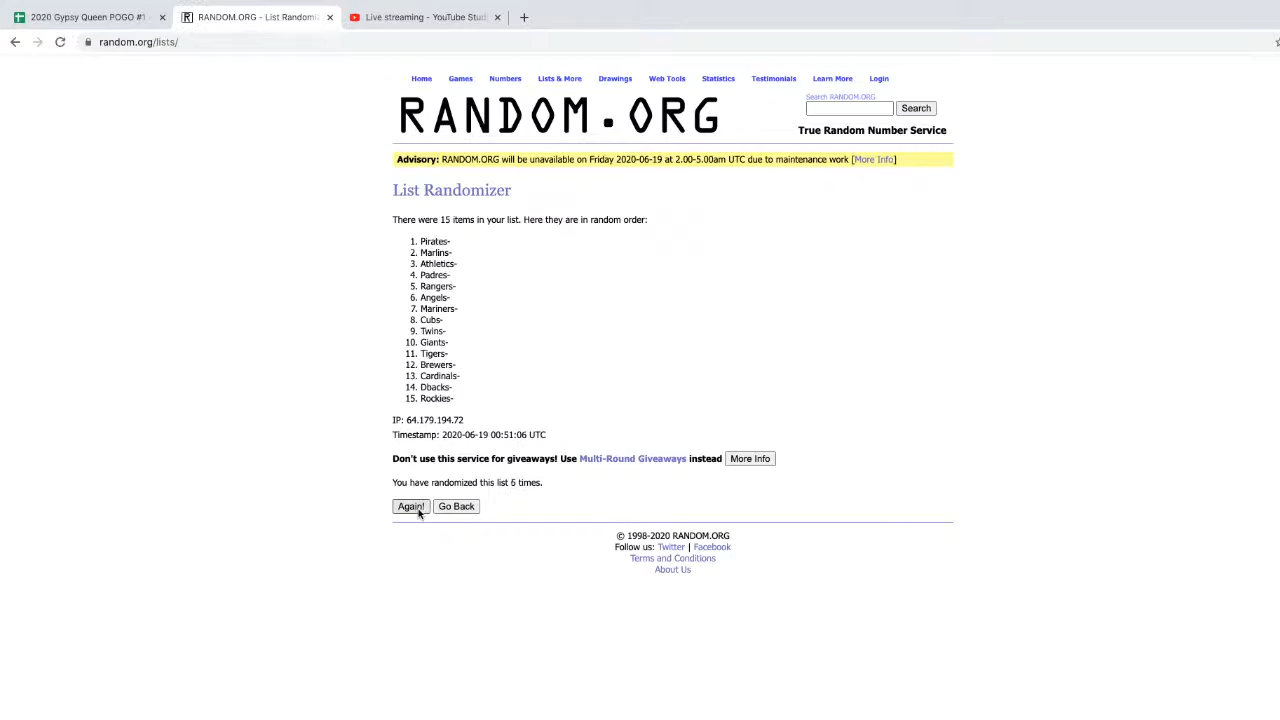 2020 Gypsy Queen POGO #1
RANDOM.ORG - List Randomi
Live streaming - YouTube Stud
random.org/lists/
Home Games Numbers Lists & More Drawings Web Tools Statistics Testimonials Learn More Login
RANDOM.ORG
Search RANDOM.ORG
Search
True Random Number Service
Advisory: RANDOM.ORG will be unavailable on Friday 2020-06-19 at 2.00-5.00am UTC due to maintenance work [More Info]
List Randomizer
There were 15 items in your list. Here they are in random order:
1. Pirates-
2. Marlins-
3. Athletics-
4. Padres-
5. Rangers-
6. Angels-
7. Mariners-
8. Cubs-
9. Twins-
10. Giants-
11. Tigers-
12. Brewers-
13. Cardinals-
14. Dbacks-
15. Rockies-
IP: 64.179.194.72
Timestamp: 2020-06-19 00:51:06 UTC
Don't use this service for giveaways! Use Multi-Round Giveaways instead More Info
You have randomized this list 6 times.
Again! Go Back
© 1998-2020 RANDOM.ORG
Follow us: Twitter | Facebook
Terms and Conditions
About Us